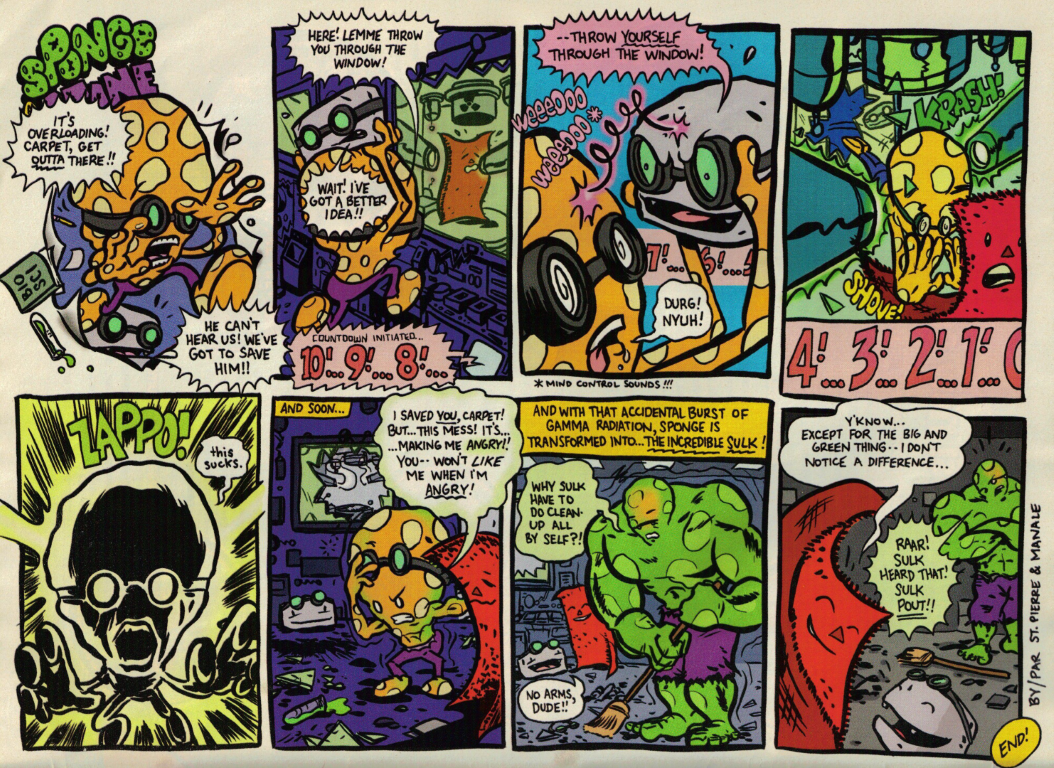 SPONGE
IT'S
OVERLOADING!
CARPET, GET
OUTTA THERE!!
BIO
SCI
HE CAN'T
HEAR US! WE'VE
GOT TO SAVE
HIM!!
HERE! LEMME THROW
YOU THROUGH THE
WINDOW!
WAIT! I'VE
GOT A BETTER
IDEA!!
COUNTDOWN INITIATED...
10!... 9!... 8!...
--THROW YOURSELF
THROUGH THE WINDOW!
weeeooo
weeooo*
weeooo
7!... 6!...
DURG!
NYUH!
* MIND CONTROL SOUNDS!!!
KRASH!
SHOVE!
4!... 3!... 2!... 1!...
ZAPPO!
this
sucks.
AND SOON...
I SAVED YOU, CARPET!
BUT...THIS MESS! IT'S...
...MAKING ME ANGRY!
YOU-- WON'T LIKE
ME WHEN I'M
ANGRY!
AND WITH THAT ACCIDENTAL BURST OF
GAMMA RADIATION, SPONGE IS
TRANSFORMED INTO...THE INCREDIBLE SULK!
WHY SULK
HAVE TO
DO CLEAN-
UP ALL
BY SELF?!
NO ARMS,
DUDE!!
Y'KNOW...
EXCEPT FOR THE BIG AND
GREEN THING-- I DON'T
NOTICE A DIFFERENCE...
RAAR!
SULK
HEARD THAT!
SULK
POUT!!
BY/PAR ST. PIERRE & MANALE
END!